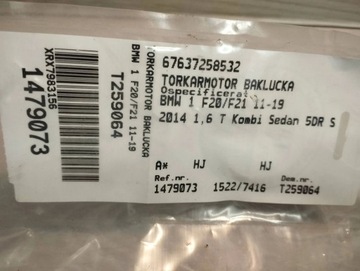 67637258532
TORKARMOTOR BAKLUCKA
Ospecificerat
BMW 1 F20/F21 11-19
2014 1,6 T Kombi Sedan 5DR S
A* HJ HJ
Ref.nr. Dem.nr.
1479073 1522/7416 T259064
TORKARMOTOR BAKLUCKA
BMW 1 F20/F21 11-19
T259064
XRX7983156
1479073